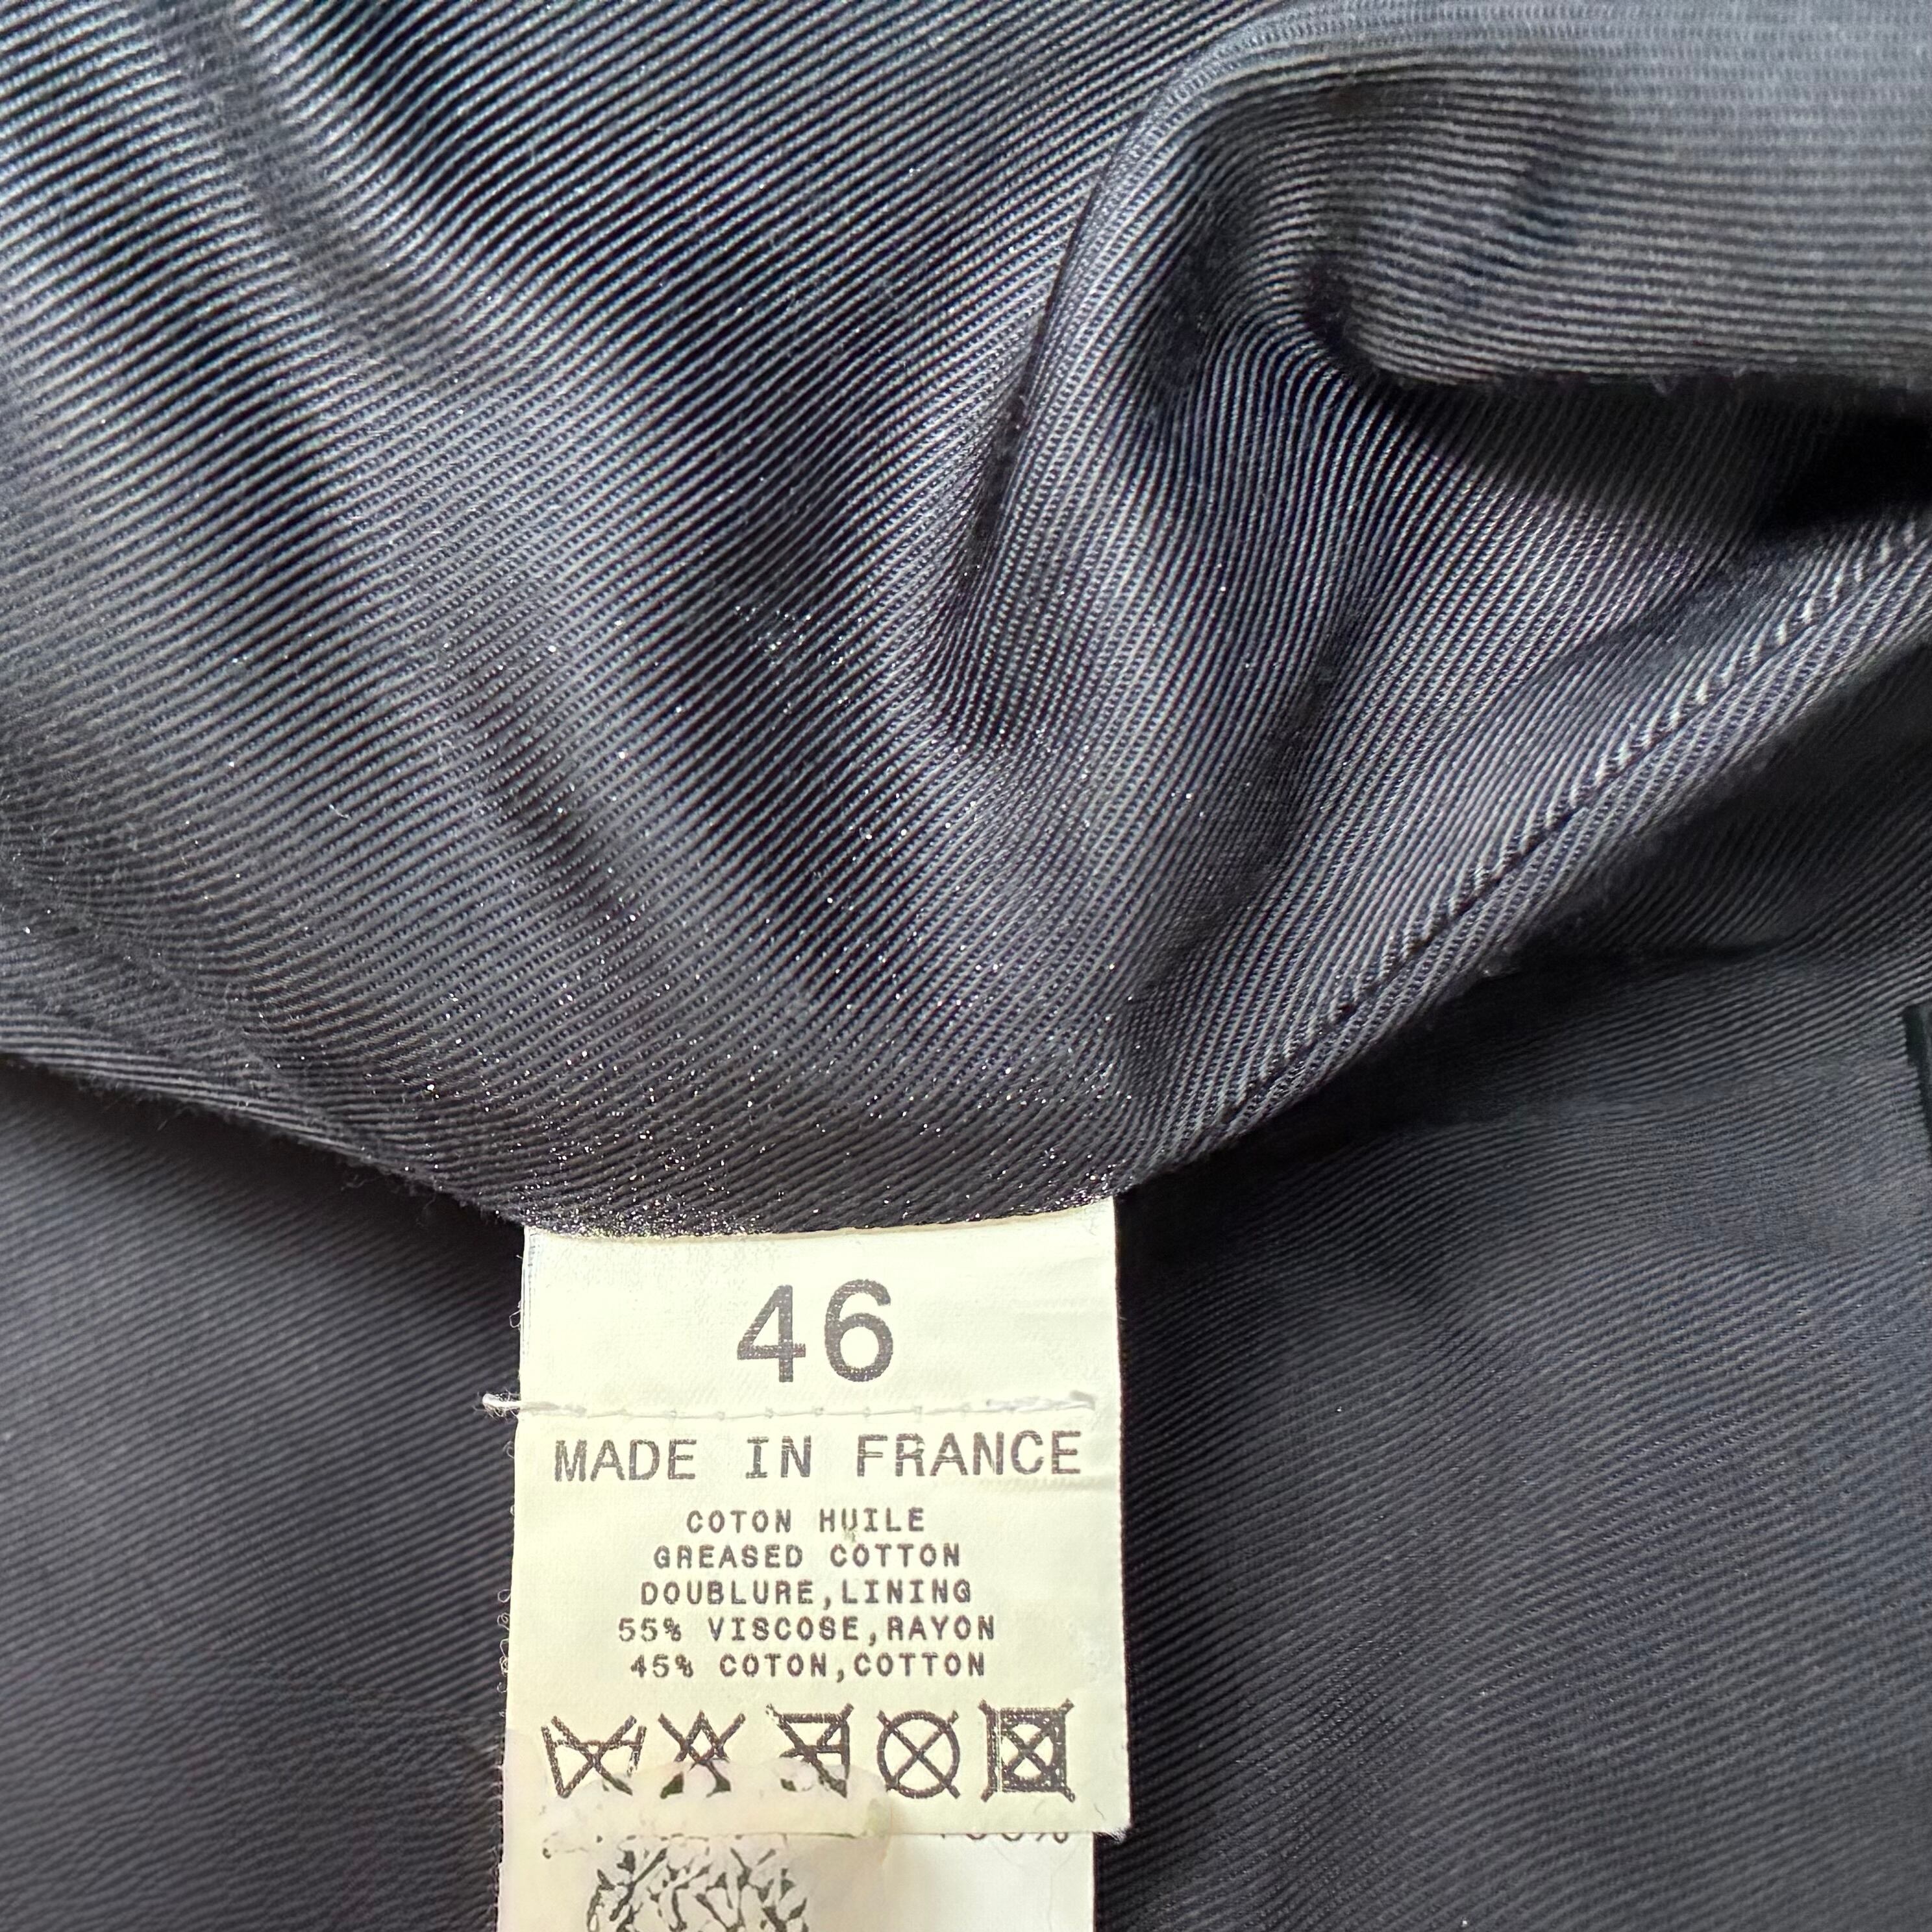 46
MADE IN FRANCE
COTON HUILE
GREASED COTTON
DOUBLURE,LINING
55% VISCOSE,RAYON
45% COTON,COTTON